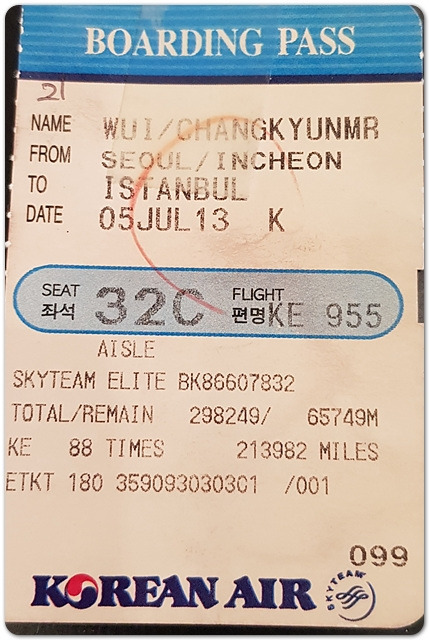 BOARDING PASS
21
NAME WUI/CHANGKYUNMR
FROM SEOUL/INCHEON
TO ISTANBUL
DATE 05JUL13 K
SEAT 좌석 32C FLIGHT 편명 KE 955
AISLE
SKYTEAM ELITE BK86607832
TOTAL/REMAIN 298249/ 65749M
KE 88 TIMES 213982 MILES
ETKT 180 3590930303C1 /001
099
KOREAN AIR SKYTEAM